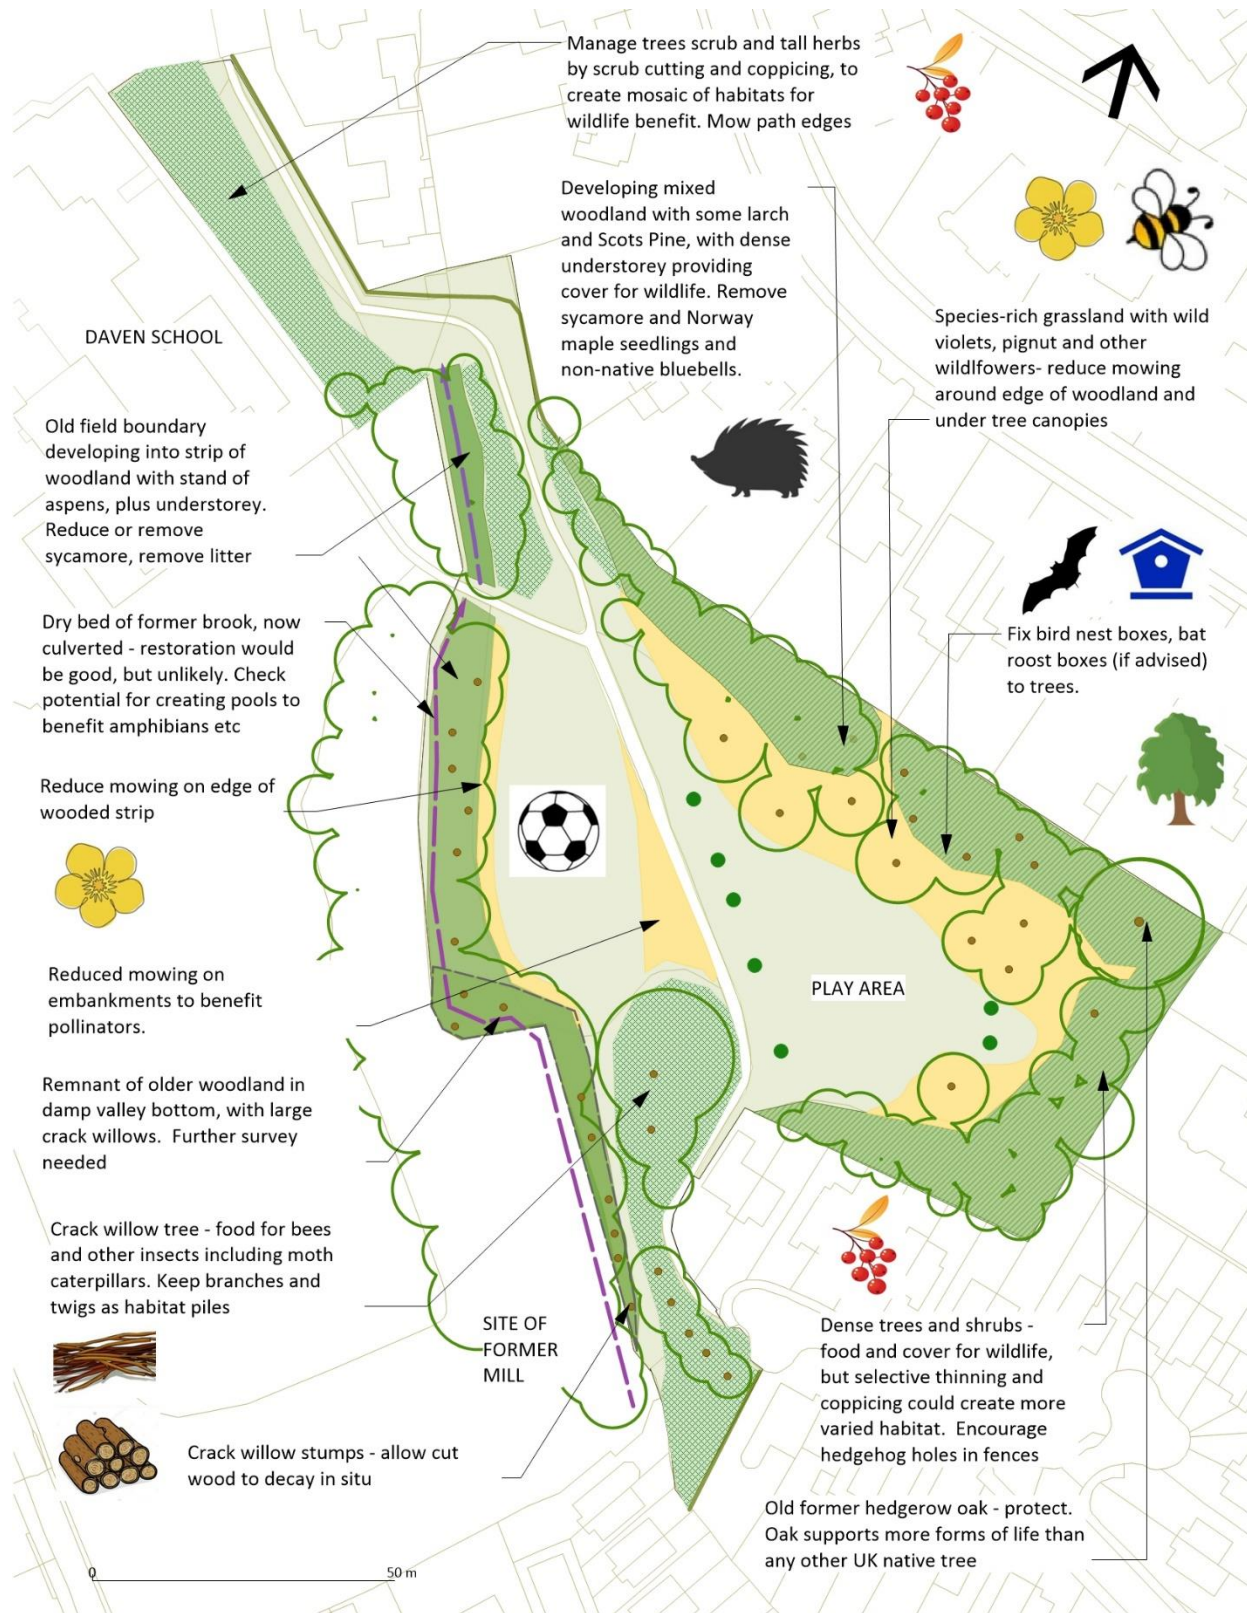 Manage trees scrub and tall herbs
by scrub cutting and coppicing, to
create mosaic of habitats for
wildlife benefit. Mow path edges
Developing mixed
woodland with some larch
and Scots Pine, with dense
understorey providing
cover for wildlife. Remove
sycamore and Norway
maple seedlings and
non-native bluebells.
Species-rich grassland with wild
violets, pignut and other
wildflowers- reduce mowing
around edge of woodland and
under tree canopies
DAVEN SCHOOL
Old field boundary
developing into strip of
woodland with stand of
aspens, plus understorey.
Reduce or remove
sycamore, remove litter
Dry bed of former brook, now
culverted - restoration would
be good, but unlikely. Check
potential for creating pools to
benefit amphibians etc
Fix bird nest boxes, bat
roost boxes (if advised)
to trees.
Reduce mowing on edge of
wooded strip
Reduced mowing on
embankments to benefit
pollinators.
PLAY AREA
Remnant of older woodland in
damp valley bottom, with large
crack willows. Further survey
needed
Crack willow tree - food for bees
and other insects including moth
caterpillars. Keep branches and
twigs as habitat piles
SITE OF
FORMER
MILL
Dense trees and shrubs -
food and cover for wildlife,
but selective thinning and
coppicing could create more
varied habitat. Encourage
hedgehog holes in fences
Crack willow stumps - allow cut
wood to decay in situ
Old former hedgerow oak - protect.
Oak supports more forms of life than
any other UK native tree
0 50 m